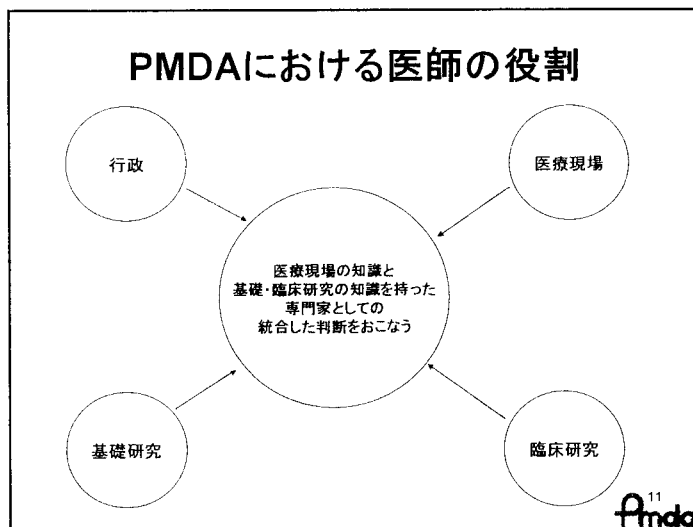 PMDAにおける医師の役割
行政
医療現場
医療現場の知識と
基礎・臨床研究の知識を持った
専門家としての
統合した判断をおこなう
基礎研究
臨床研究
11
Pmda